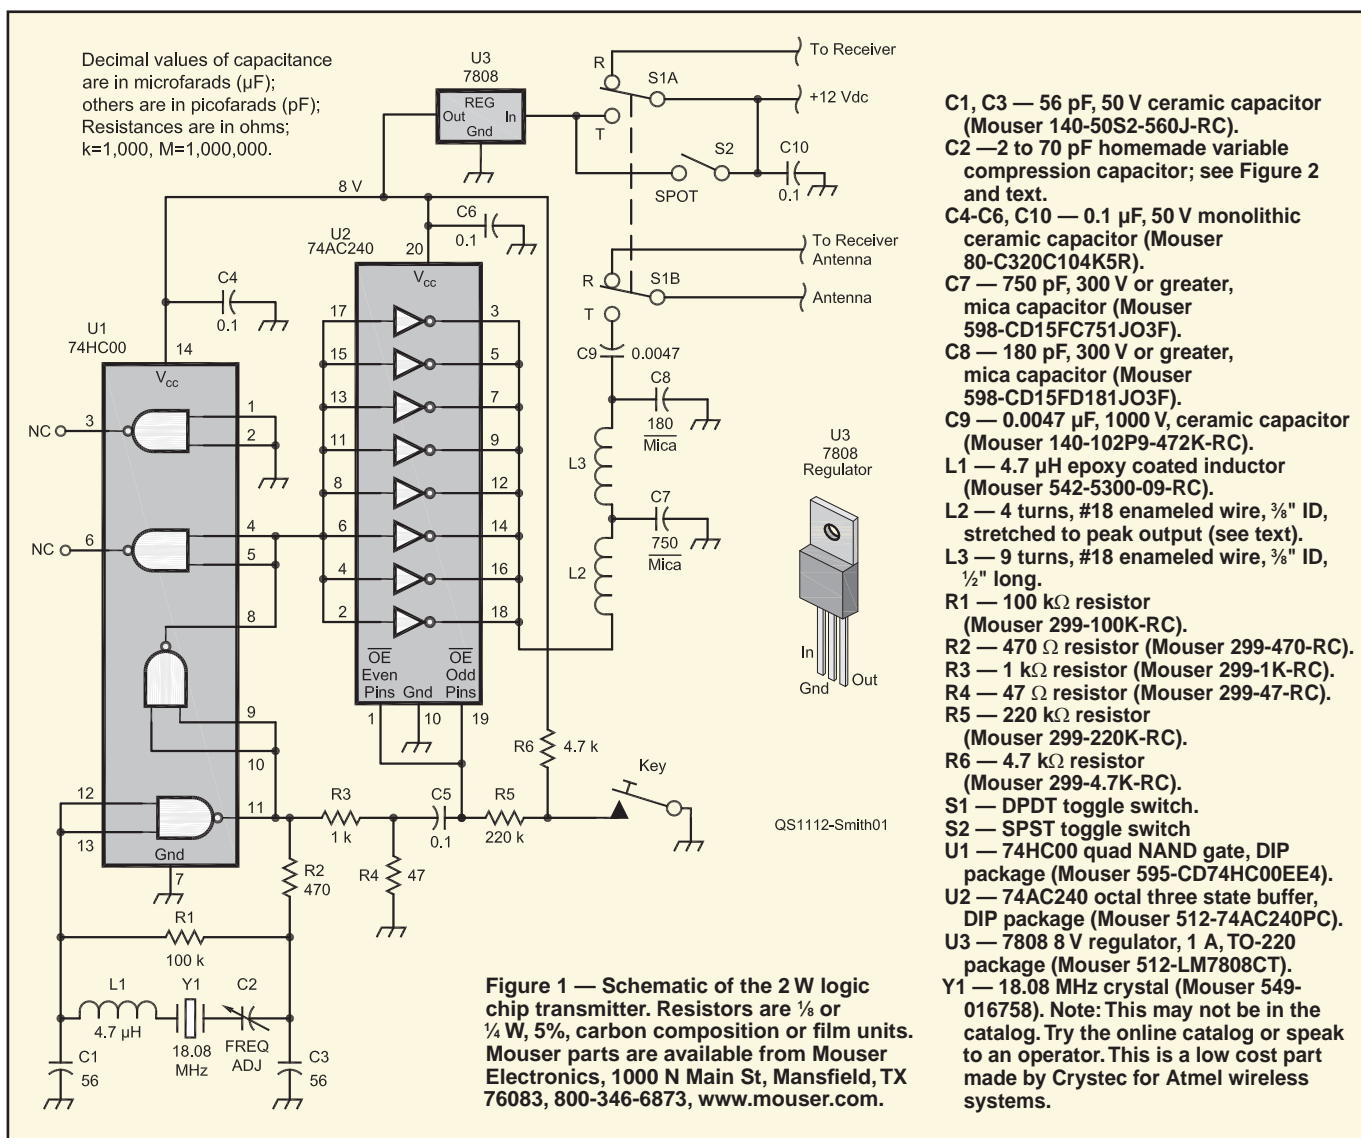 Decimal values of capacitance
are in microfarads (µF);
others are in picofarads (pF);
Resistances are in ohms;
k=1,000, M=1,000,000.
U3
7808
REG
Out
In
Gnd
R
S1A
T
To Receiver
+12 Vdc
S2
SPOT
C10
0.1
8 V
C6
0.1
U2
74AC240
20
Vcc
To Receiver
Antenna
R
S1B
T
Antenna
C4
0.1
U1
74HC00
14
Vcc
3
NC
1
2
NC
6
4
5
8
9
10
12
11
13
Gnd
7
17
3
15
5
13
7
11
9
8
12
6
14
4
16
2
18
OE
Even
Pins
Gnd
OE
Odd
Pins
1
10
19
C9
0.0047
C8
180
Mica
L3
C7
750
Mica
L2
U3
7808
Regulator
In
Gnd
Out
R6
4.7 k
Key
R3
1 k
C5
0.1
R5
220 k
R2
470
R4
47
QS1112-Smith01
R1
100 k
L1
4.7 µH
Y1
18.08
MHz
C2
FREQ
ADJ
C1
56
C3
56
Figure 1 — Schematic of the 2 W logic
chip transmitter. Resistors are ⅛ or
¼ W, 5%, carbon composition or film units.
Mouser parts are available from Mouser
Electronics, 1000 N Main St, Mansfield, TX
76083, 800-346-6873, www.mouser.com.
C1, C3 — 56 pF, 50 V ceramic capacitor
(Mouser 140-50S2-560J-RC).
C2 —2 to 70 pF homemade variable
compression capacitor; see Figure 2
and text.
C4-C6, C10 — 0.1 µF, 50 V monolithic
ceramic capacitor (Mouser
80-C320C104K5R).
C7 — 750 pF, 300 V or greater,
mica capacitor (Mouser
598-CD15FC751JO3F).
C8 — 180 pF, 300 V or greater,
mica capacitor (Mouser
598-CD15FD181JO3F).
C9 — 0.0047 µF, 1000 V, ceramic capacitor
(Mouser 140-102P9-472K-RC).
L1 — 4.7 µH epoxy coated inductor
(Mouser 542-5300-09-RC).
L2 — 4 turns, #18 enameled wire, ⅜" ID,
stretched to peak output (see text).
L3 — 9 turns, #18 enameled wire, ⅜" ID,
½" long.
R1 — 100 kΩ resistor
(Mouser 299-100K-RC).
R2 — 470 Ω resistor (Mouser 299-470-RC).
R3 — 1 kΩ resistor (Mouser 299-1K-RC).
R4 — 47 Ω resistor (Mouser 299-47-RC).
R5 — 220 kΩ resistor
(Mouser 299-220K-RC).
R6 — 4.7 kΩ resistor
(Mouser 299-4.7K-RC).
S1 — DPDT toggle switch.
S2 — SPST toggle switch
U1 — 74HC00 quad NAND gate, DIP
package (Mouser 595-CD74HC00EE4).
U2 — 74AC240 octal three state buffer,
DIP package (Mouser 512-74AC240PC).
U3 — 7808 8 V regulator, 1 A, TO-220
package (Mouser 512-LM7808CT).
Y1 — 18.08 MHz crystal (Mouser 549-
016758). Note: This may not be in the
catalog. Try the online catalog or speak
to an operator. This is a low cost part
made by Crystec for Atmel wireless
systems.